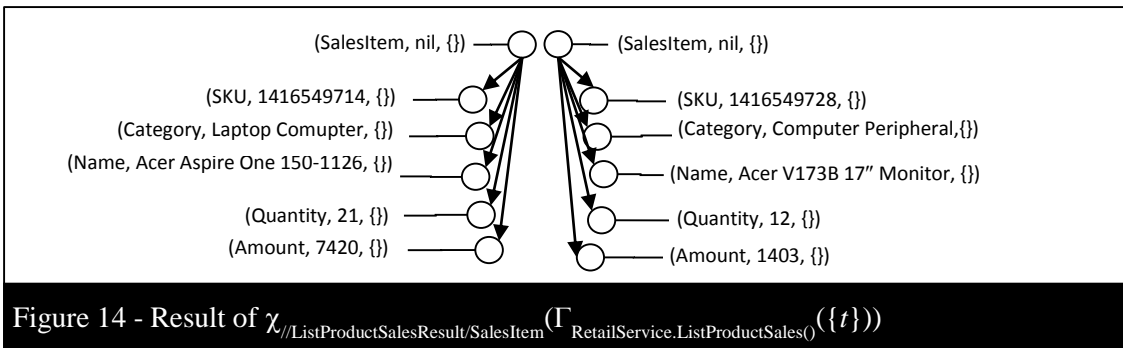 (SalesItem, nil, {}) (SalesItem, nil, {})
(SKU, 1416549714, {}) (SKU, 1416549728, {})
(Category, Laptop Comupter, {}) (Category, Computer Peripheral,{})
(Name, Acer Aspire One 150-1126, {}) (Name, Acer V173B 17" Monitor, {})
(Quantity, 21, {}) (Quantity, 12, {})
(Amount, 7420, {}) (Amount, 1403, {})
Figure 14 - Result of χ//ListProductSalesResult/SalesItem(ΓRetailService.ListProductSales()({t}))